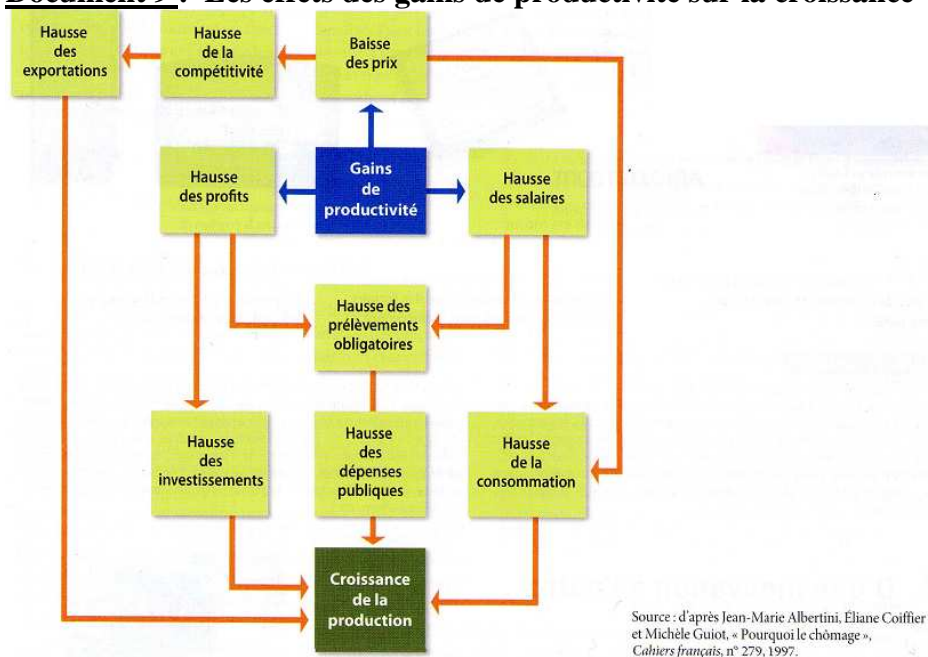 Document 9 : Les effets des gains de productivité sur la croissance
Hausse
des
exportations
Hausse
de la
compétitivité
Baisse
des prix
Hausse
des profits
Gains
de
productivité
Hausse
des salaires
Hausse des
prélèvements
obligatoires
Hausse
des
investissements
Hausse
des
dépenses
publiques
Hausse
de la
consommation
Croissance
de la
production
Source : d'après Jean-Marie Albertini, Éliane Coiffier
et Michèle Guiot, « Pourquoi le chômage »,
Cahiers français, n° 279, 1997.